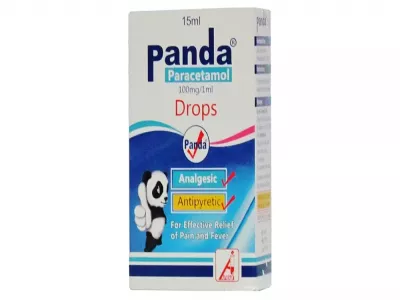 15ml
panda®
Paracetamol
100mg/1ml
Drops
Panda
Analgesic
Antipyretic
For Effective Relief
of Pain and Fever